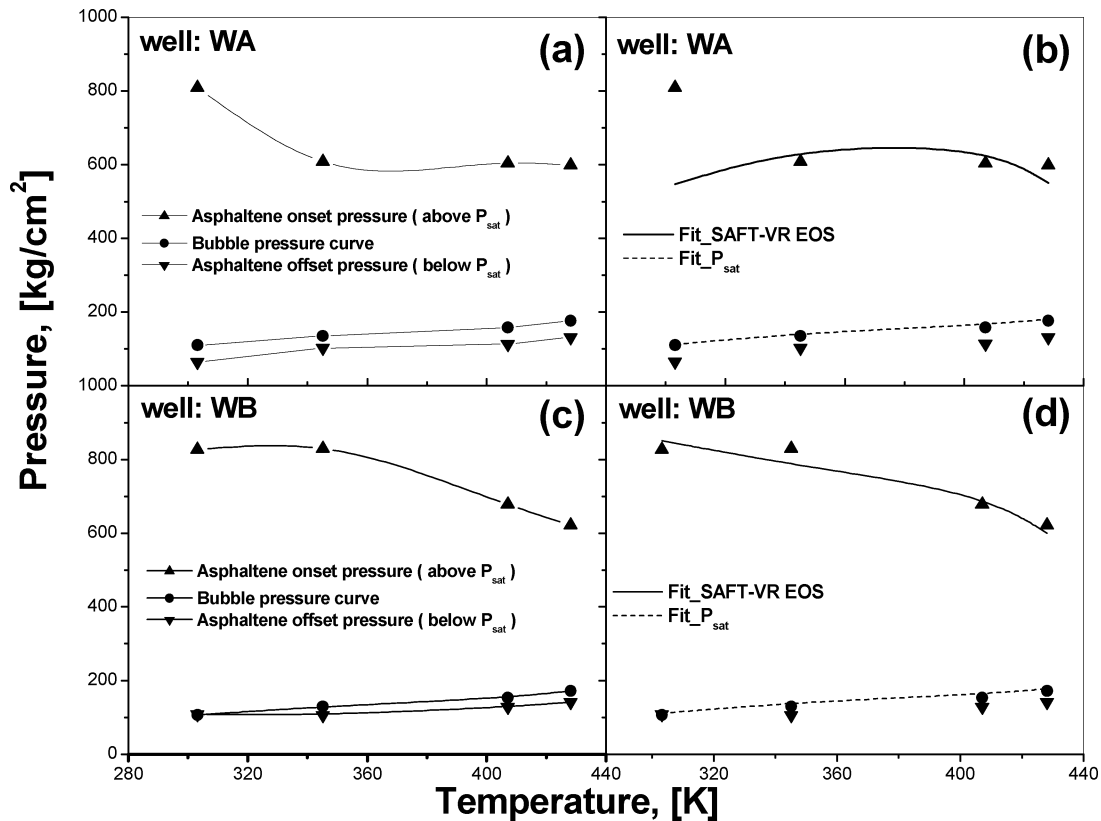 1000
800
600
400
200
1000
800
600
400
200
0
Pressure, [kg/cm²]
well: WA
(a)
Asphaltene onset pressure ( above Psat )
Bubble pressure curve
Asphaltene offset pressure ( below Psat )
well: WA
(b)
Fit_SAFT-VR EOS
Fit_Psat
well: WB
(c)
Asphaltene onset pressure ( above Psat )
Bubble pressure curve
Asphaltene offset pressure ( below Psat )
well: WB
(d)
Fit_SAFT-VR EOS
Fit_Psat
280 320 360 400 440 320 360 400 440
Temperature, [K]